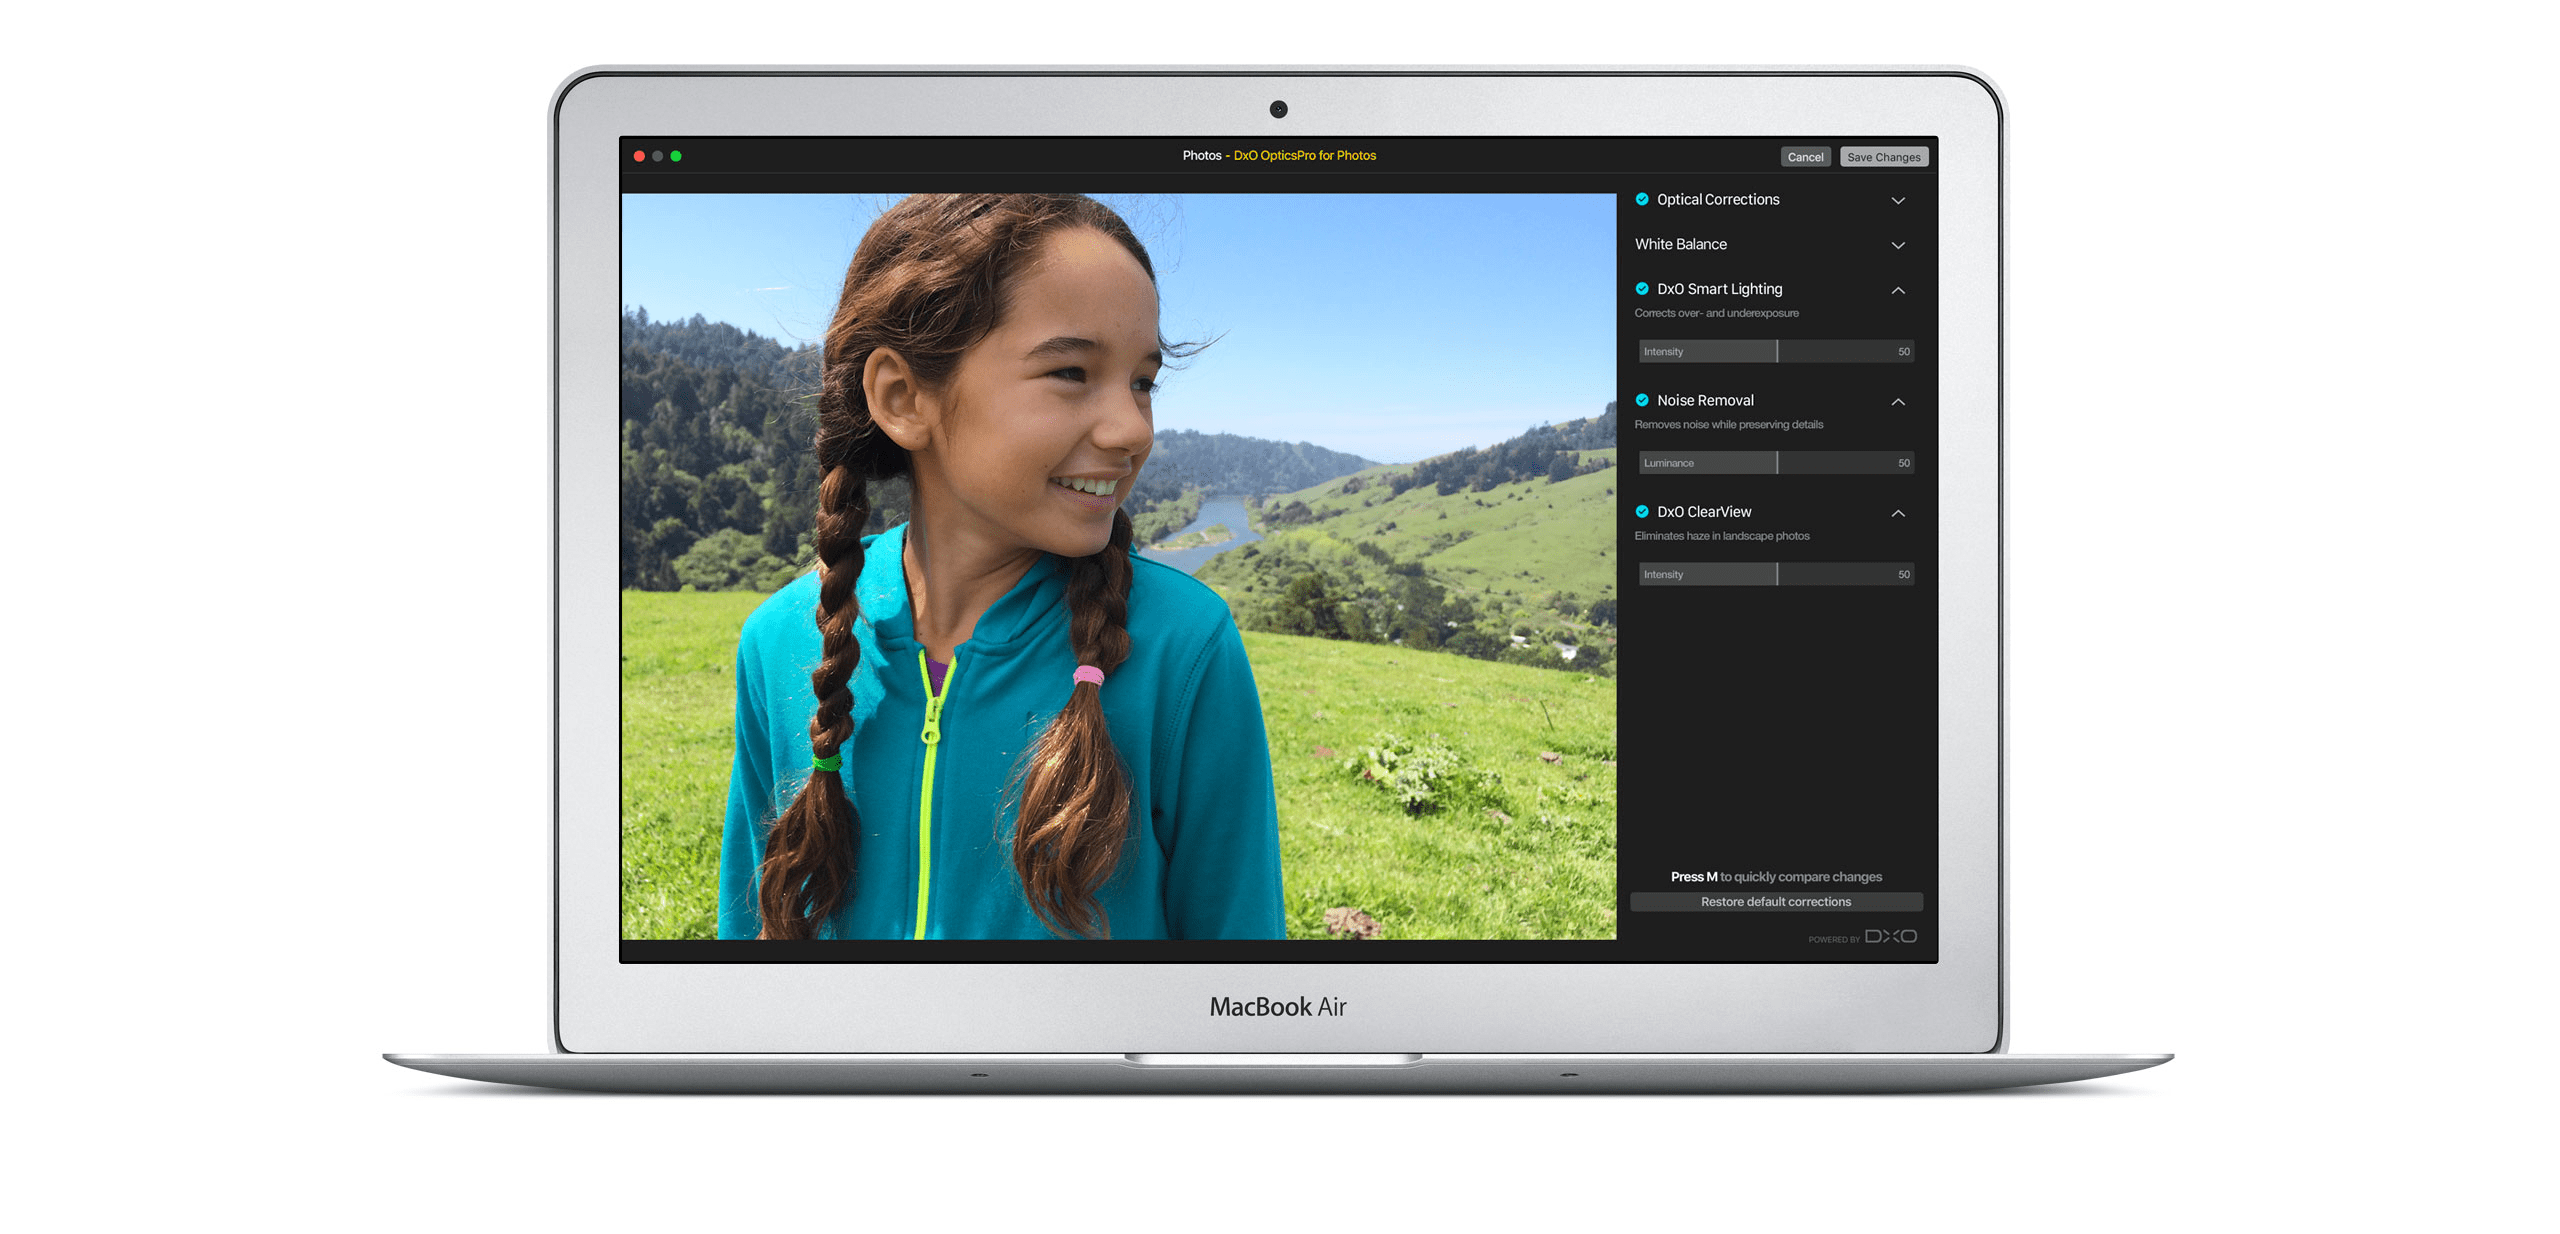 Photos - DxO OpticsPro for Photos
Cancel
Save Changes
Optical Corrections
White Balance
DxO Smart Lighting
Corrects over- and underexposure
Intensity 50
Noise Removal
Removes noise while preserving details
Luminance 50
DxO ClearView
Eliminates haze in landscape photos
Intensity 50
Press M to quickly compare changes
Restore default corrections
POWERED BY DXO
MacBook Air